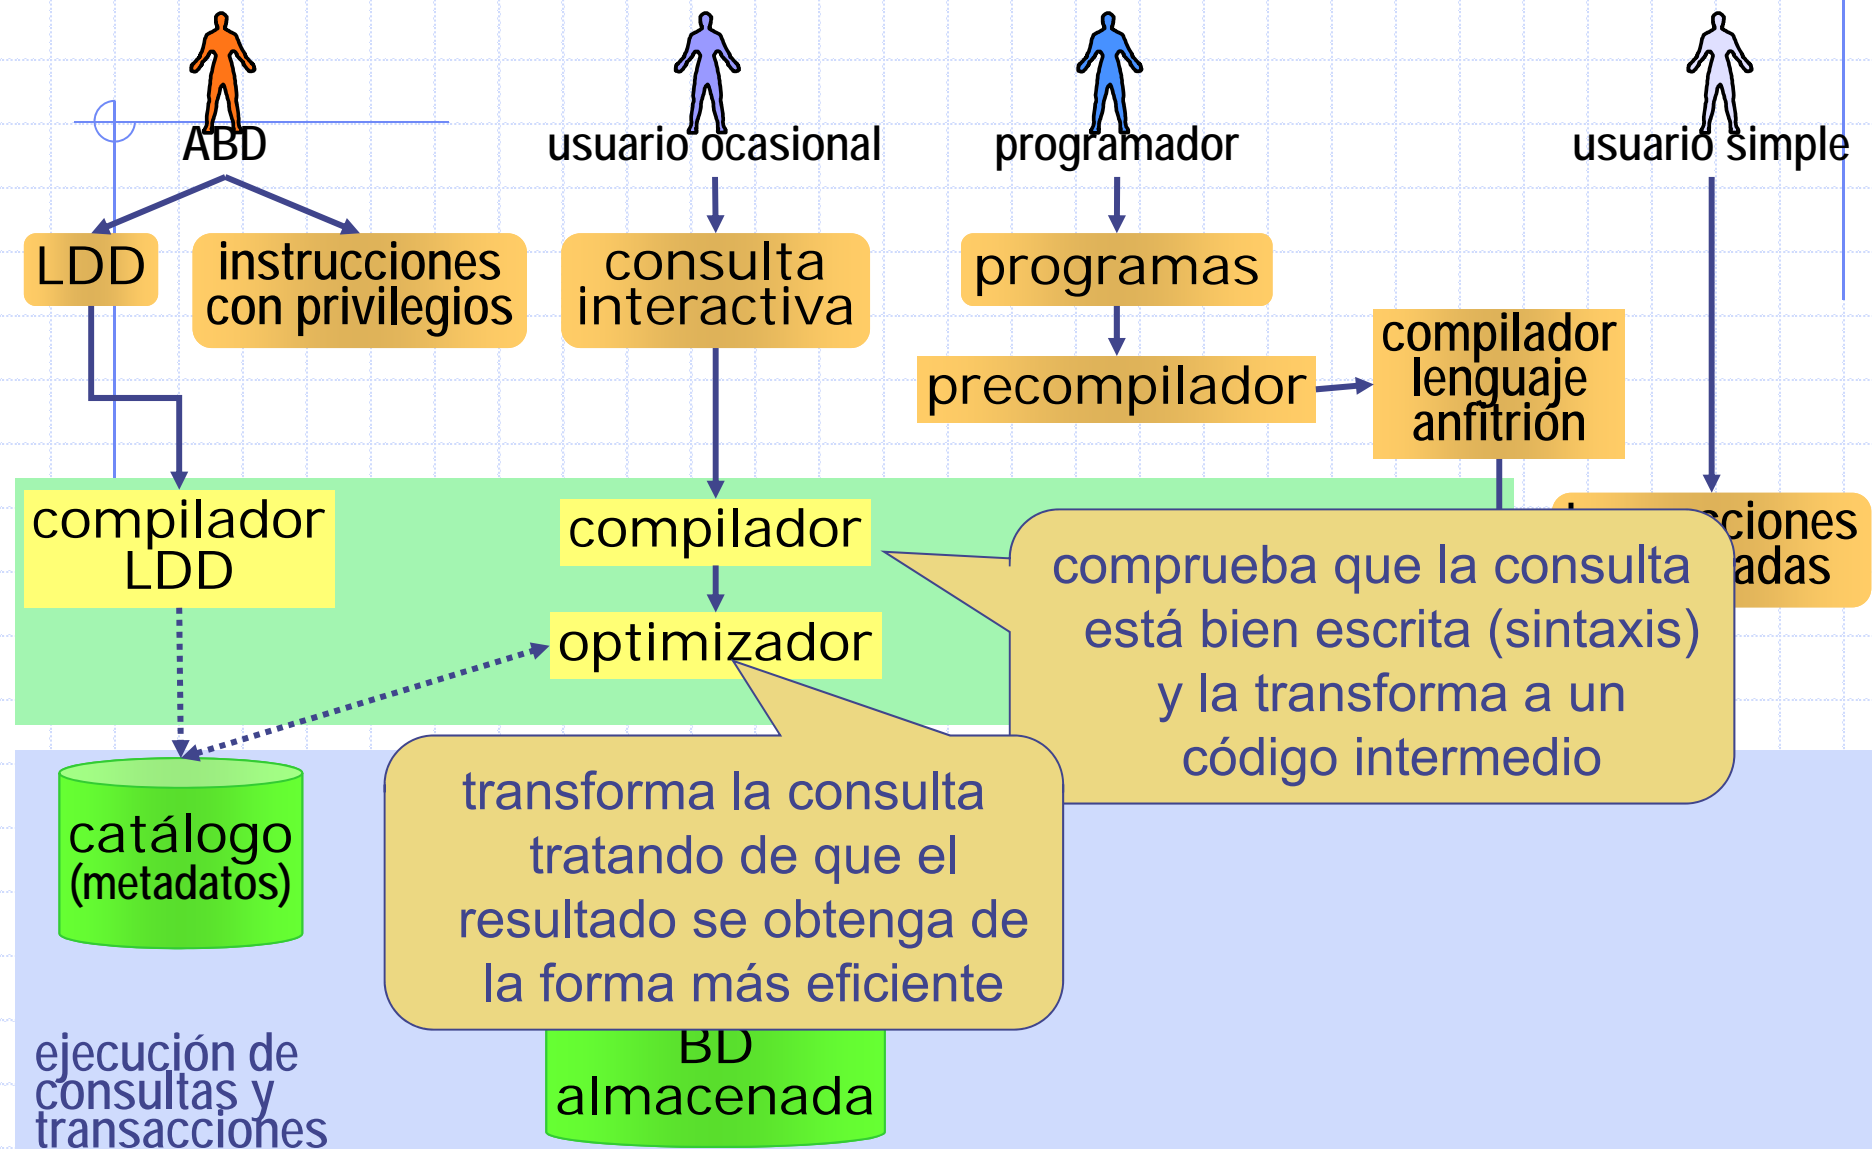 ABD
usuario ocasional
programador
usuario simple
LDD
instrucciones
con privilegios
consulta
interactiva
programas
precompilador
compilador
lenguaje
anfitrión
compilador
LDD
compilador
optimizador
comprueba que la consulta
está bien escrita (sintaxis)
y la transforma a un
código intermedio
transforma la consulta
tratando de que el
resultado se obtenga de
la forma más eficiente
catálogo
(metadatos)
BD
almacenada
ejecución de
consultas y
transacciones